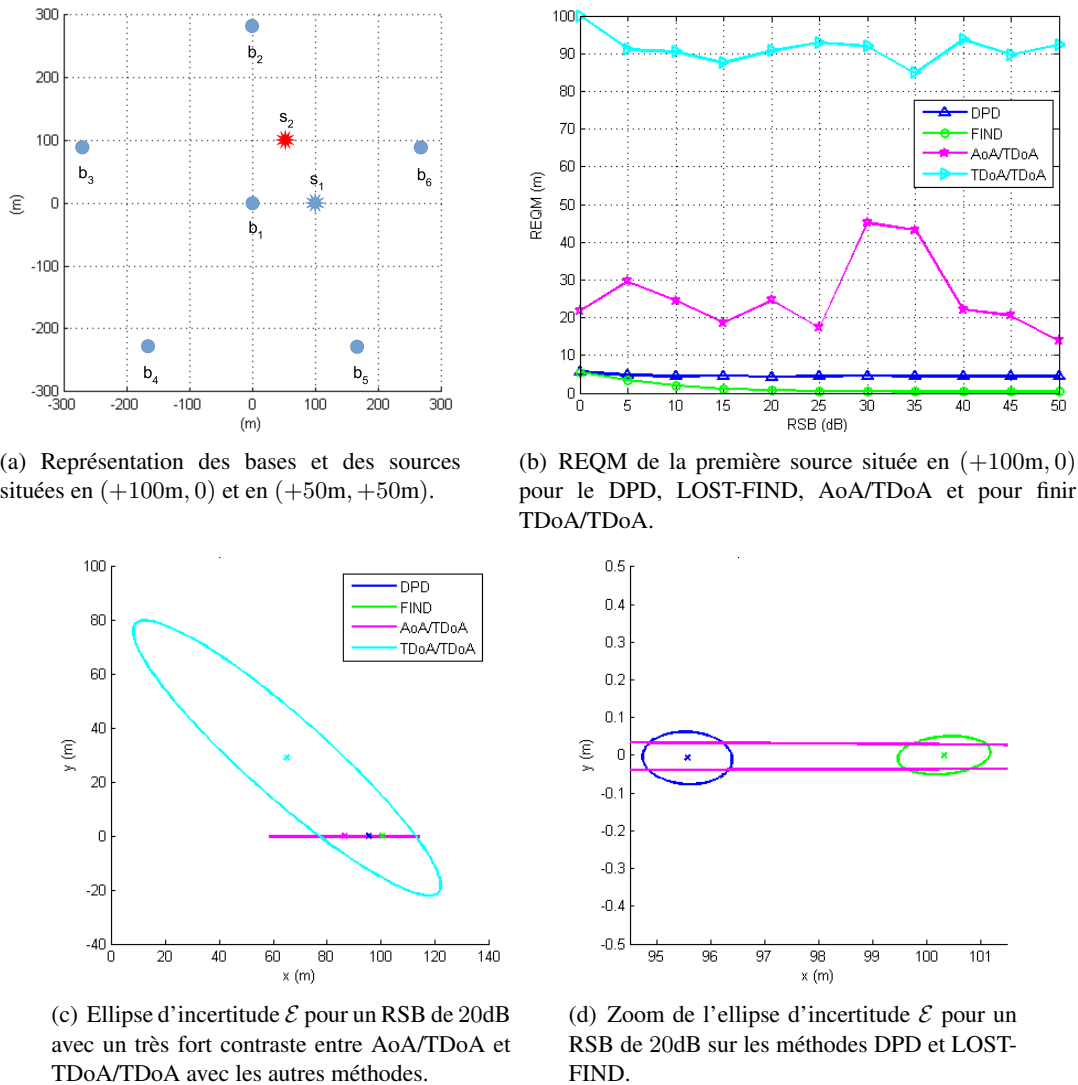 300
200
100
0
-100
-200
-300
(m)
-300
-200
-100
0
100
200
300
(m)
b2
s2
b3
b6
s1
b1
b4
b5
100
90
80
70
60
50
40
30
20
10
0
REQM (m)
0
5
10
15
20
25
30
35
40
45
50
RSB (dB)
DPD
FIND
AoA/TDoA
TDoA/TDoA
(a) Représentation des bases et des sources
situées en (+100m, 0) et en (+50m, +50m).
(b) REQM de la première source située en (+100m, 0)
pour le DPD, LOST-FIND, AoA/TDoA et pour finir
TDoA/TDoA.
100
80
60
40
20
0
-20
-40
y (m)
0
20
40
60
80
100
120
140
x (m)
DPD
FIND
AoA/TDoA
TDoA/TDoA
0.5
0.4
0.3
0.2
0.1
0
-0.1
-0.2
-0.3
-0.4
-0.5
y (m)
95
96
97
98
99
100
101
x (m)
(c) Ellipse d'incertitude ℰ pour un RSB de 20dB
avec un très fort contraste entre AoA/TDoA et
TDoA/TDoA avec les autres méthodes.
(d) Zoom de l'ellipse d'incertitude ℰ pour un
RSB de 20dB sur les méthodes DPD et LOST-
FIND.